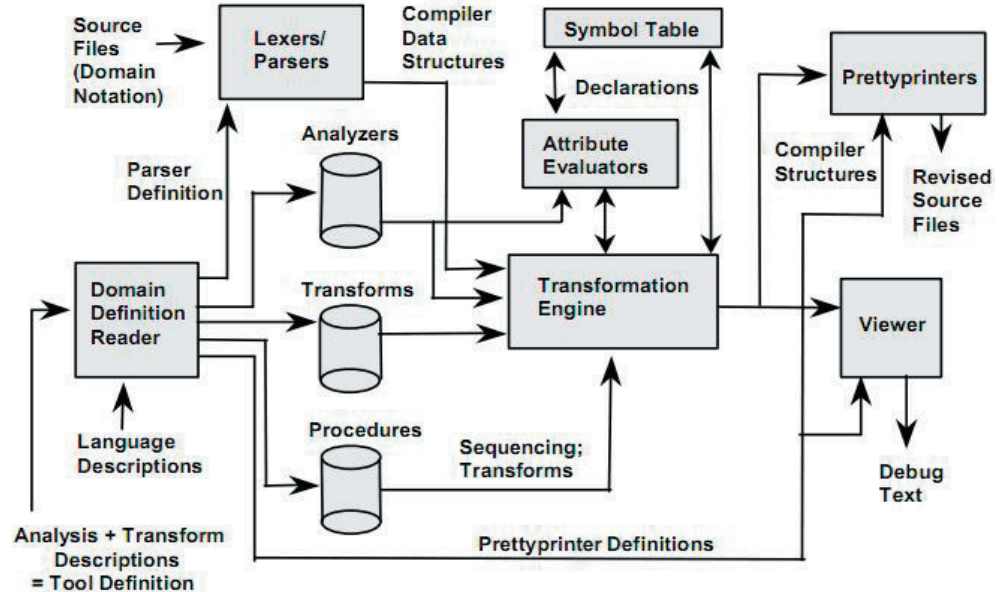 Source
Files
(Domain
Notation)
Lexers/
Parsers
Compiler
Data
Structures
Symbol Table
Declarations
Prettyprinters
Analyzers
Attribute
Evaluators
Parser
Definition
Compiler
Structures
Revised
Source
Files
Domain
Definition
Reader
Transforms
Transformation
Engine
Viewer
Language
Descriptions
Procedures
Sequencing;
Transforms
Debug
Text
Analysis + Transform
Descriptions
= Tool Definition
Prettyprinter Definitions